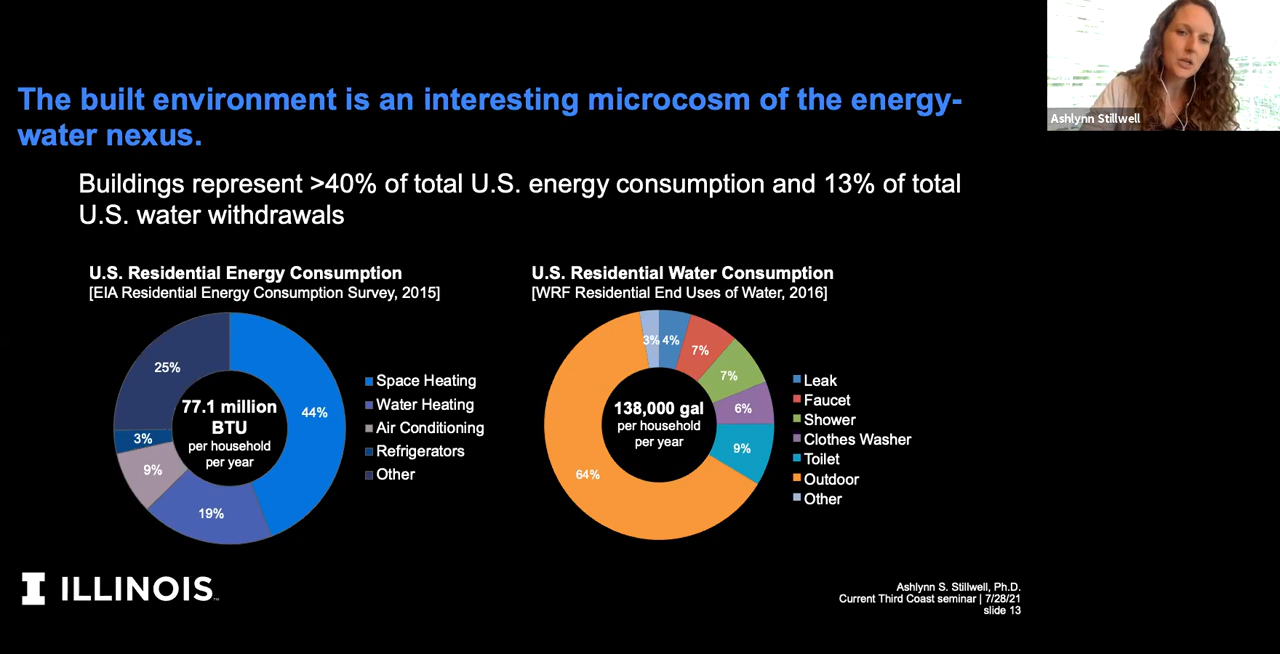 The built environment is an interesting microcosm of the energy-
water nexus.
Ashlynn Stillwell
Buildings represent >40% of total U.S. energy consumption and 13% of total
U.S. water withdrawals
U.S. Residential Energy Consumption
[EIA Residential Energy Consumption Survey, 2015]
25%
44%
3%
9%
19%
77.1 million
BTU
per household
per year
Space Heating
Water Heating
Air Conditioning
Refrigerators
Other
U.S. Residential Water Consumption
[WRF Residential End Uses of Water, 2016]
3%
4%
7%
7%
6%
9%
64%
138,000 gal
per household
per year
Leak
Faucet
Shower
Clothes Washer
Toilet
Outdoor
Other
I ILLINOIS™
Ashlynn S. Stillwell, Ph.D.
Current Third Coast seminar | 7/28/21
slide 13